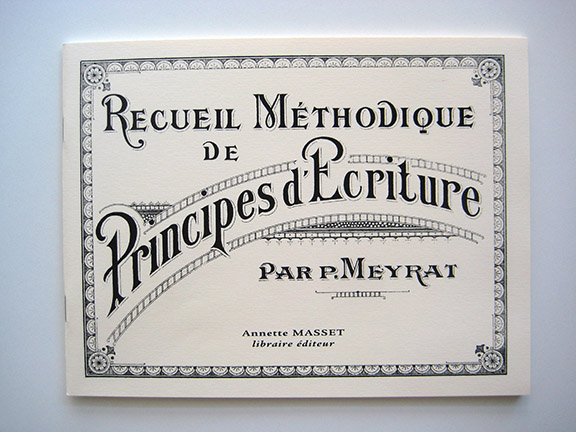 Recueil Méthodique
de
Principes d'Ecriture
par P. Meyrat
Annette MASSET
libraire éditeur